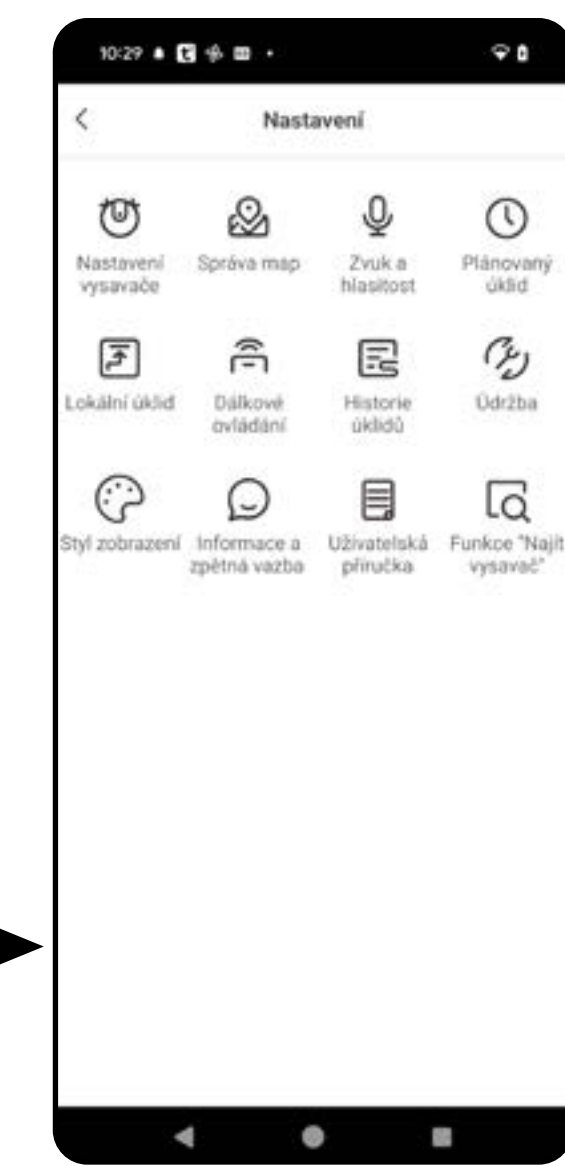 10:29
Nastavení
Nastavení
vysavače
Správa map
Zvuk a
hlasitost
Plánovaný
úklid
Lokální úklid
Dálkové
ovládání
Historie
úklidů
Údržba
Styl zobrazení
Informace a
zpětná vazba
Uživatelská
příručka
Funkce "Najít
vysavač"